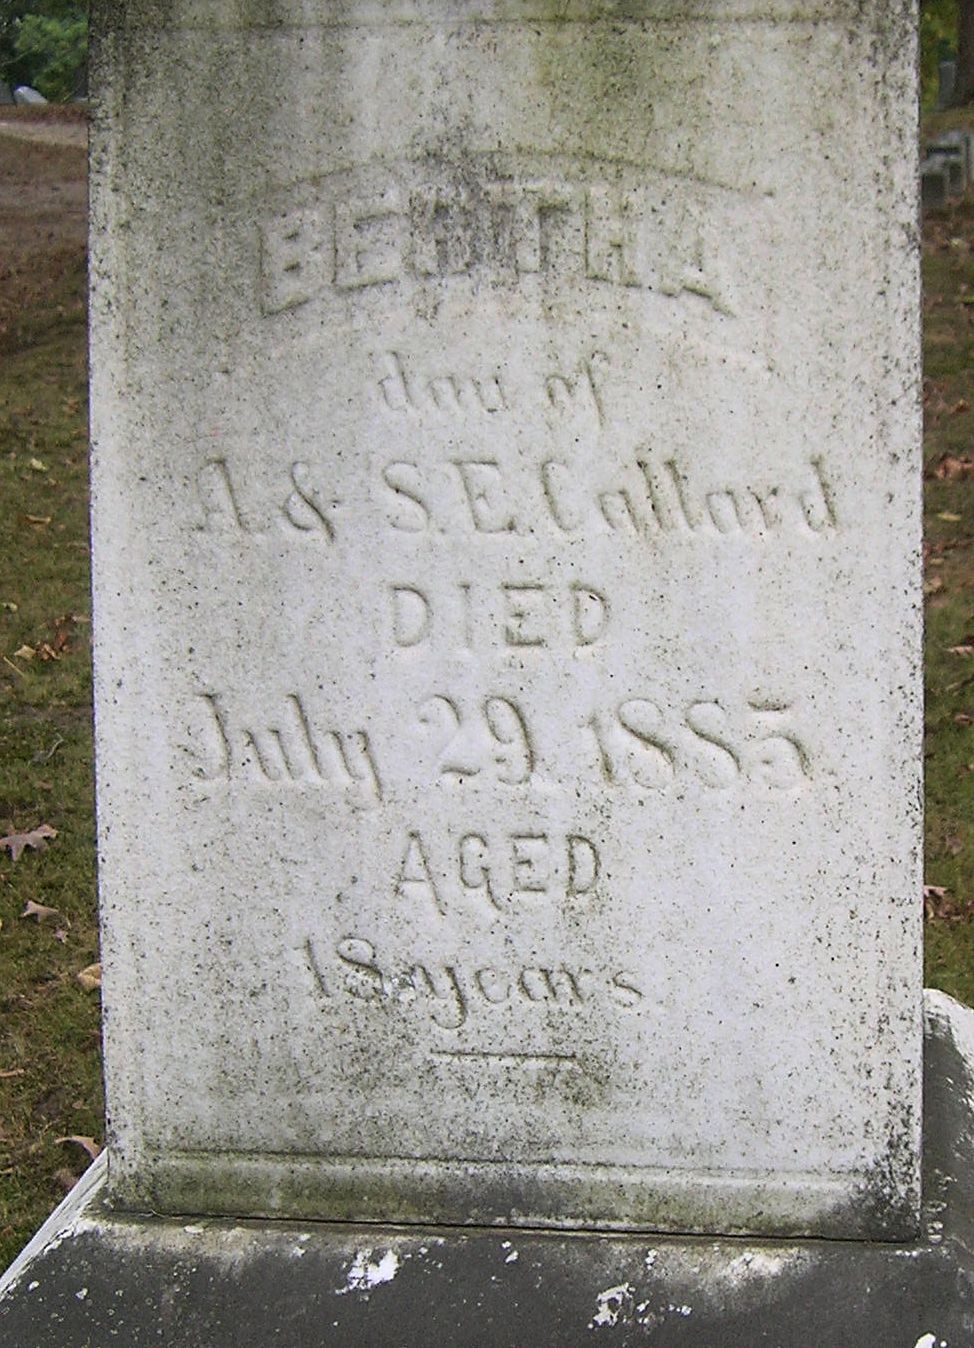 BERTHA
dau of
A & S.E. Callard
DIED
July 29 1885
AGED
18 years